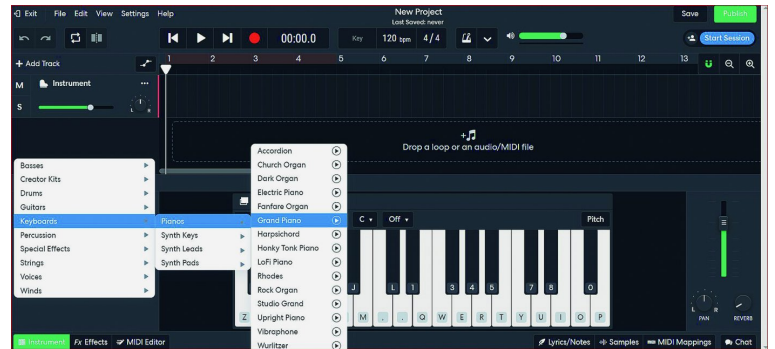 Exit File Edit View Settings Help
New Project
Last Saved: never
Save Publish
00:00.0 Key 120 bpm 4/4
Start Session
+ Add Track
1 2 3 4 5 6 7 8 9 10 11 12 13
M Instrument ...
S L R
Drop a loop or an audio/MIDI file
Basses
Creator Kits
Drums
Guitars
Keyboards
Percussion
Special Effects
Strings
Voices
Winds
Pianos
Synth Keys
Synth Leads
Synth Pads
Accordion
Church Organ
Dark Organ
Electric Piano
Fanfare Organ
Grand Piano
Harpsichord
Honky Tonk Piano
LoFi Piano
Rhodes
Rock Organ
Studio Grand
Upright Piano
Vibraphone
Wurlitzer
C Off Pitch
J L 1 3 4 5 7 8 0
Z M , . Q W E R T Y U I O P
L R
PAN REVERB
Instrument Fx Effects MIDI Editor
Lyrics/Notes Samples MIDI Mappings Chat